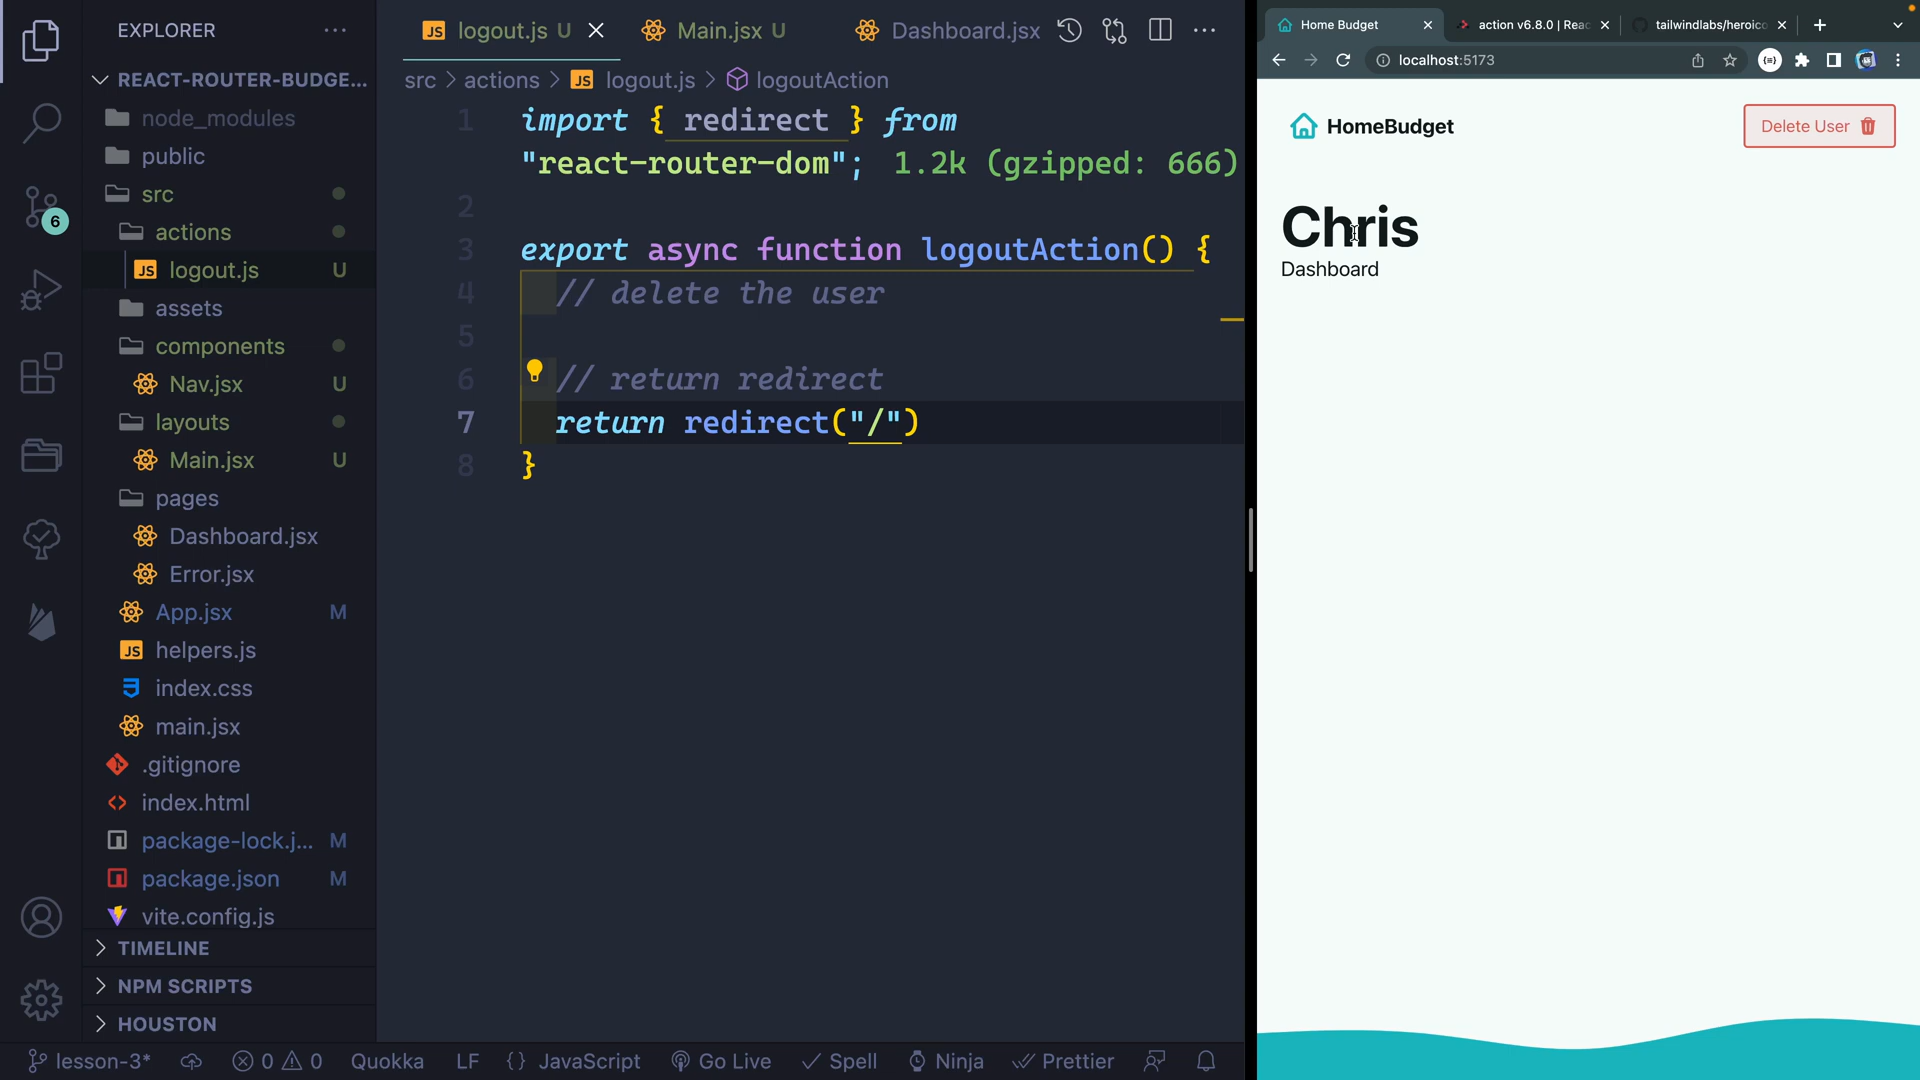 EXPLORER
REACT-ROUTER-BUDGE...
node_modules
public
src
actions
logout.js U
assets
components
Nav.jsx U
layouts
Main.jsx U
pages
Dashboard.jsx
Error.jsx
App.jsx M
helpers.js
index.css
main.jsx
.gitignore
index.html
package-lock.j... M
package.json M
vite.config.js
TIMELINE
NPM SCRIPTS
HOUSTON
6
JS logout.js U
Main.jsx U
Dashboard.jsx
src > actions > JS logout.js > logoutAction
1 import { redirect } from
"react-router-dom"; 1.2k (gzipped: 666)
2
3 export async function logoutAction() {
4 // delete the user
5
6 // return redirect
7 return redirect("/")
8 }
lesson-3* 0 0 Quokka LF {} JavaScript Go Live Spell Ninja Prettier
Home Budget
action v6.8.0 | Reac
tailwindlabs/heroico
localhost:5173
HomeBudget
Delete User
Chris
Dashboard